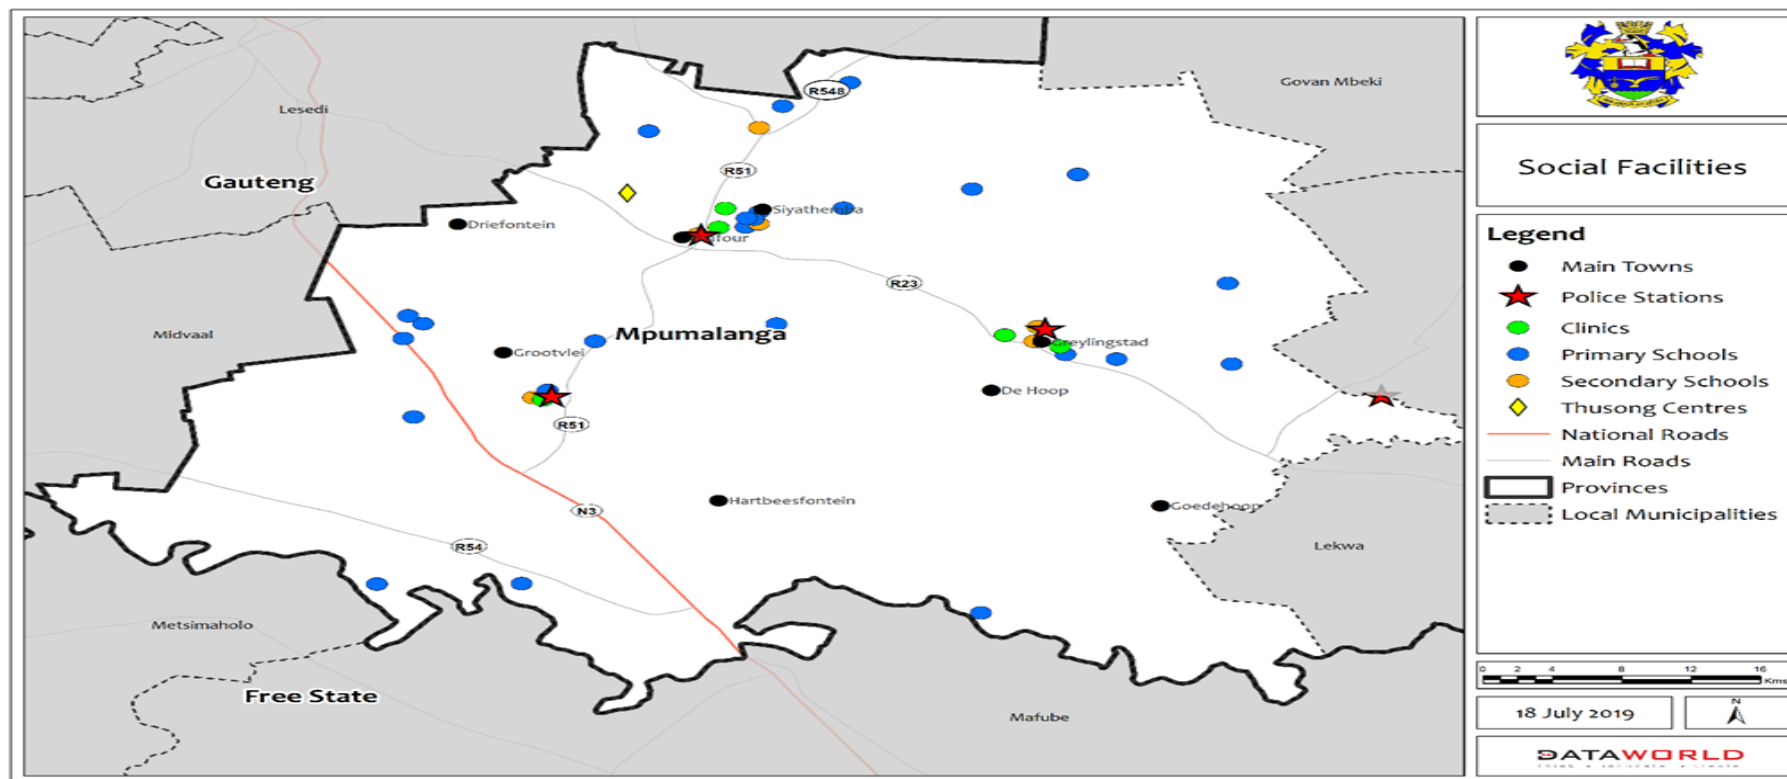 R548
Govan Mbeki
Lesedi
R51
Gauteng
Siyathemba
Driefontein
four
R23
Midvaal
Mpumalanga
Greylingstad
Grootvlei
De Hoop
R51
Hartbeesfontein
Goedehoop
N3
R54
Lekwa
Metsimaholo
Free State
Mafube
Social Facilities
Legend
Main Towns
Police Stations
Clinics
Primary Schools
Secondary Schools
Thusong Centres
National Roads
Main Roads
Provinces
Local Municipalities
0 2 4 8 12 16
Kms
18 July 2019
N
DATAWORLD